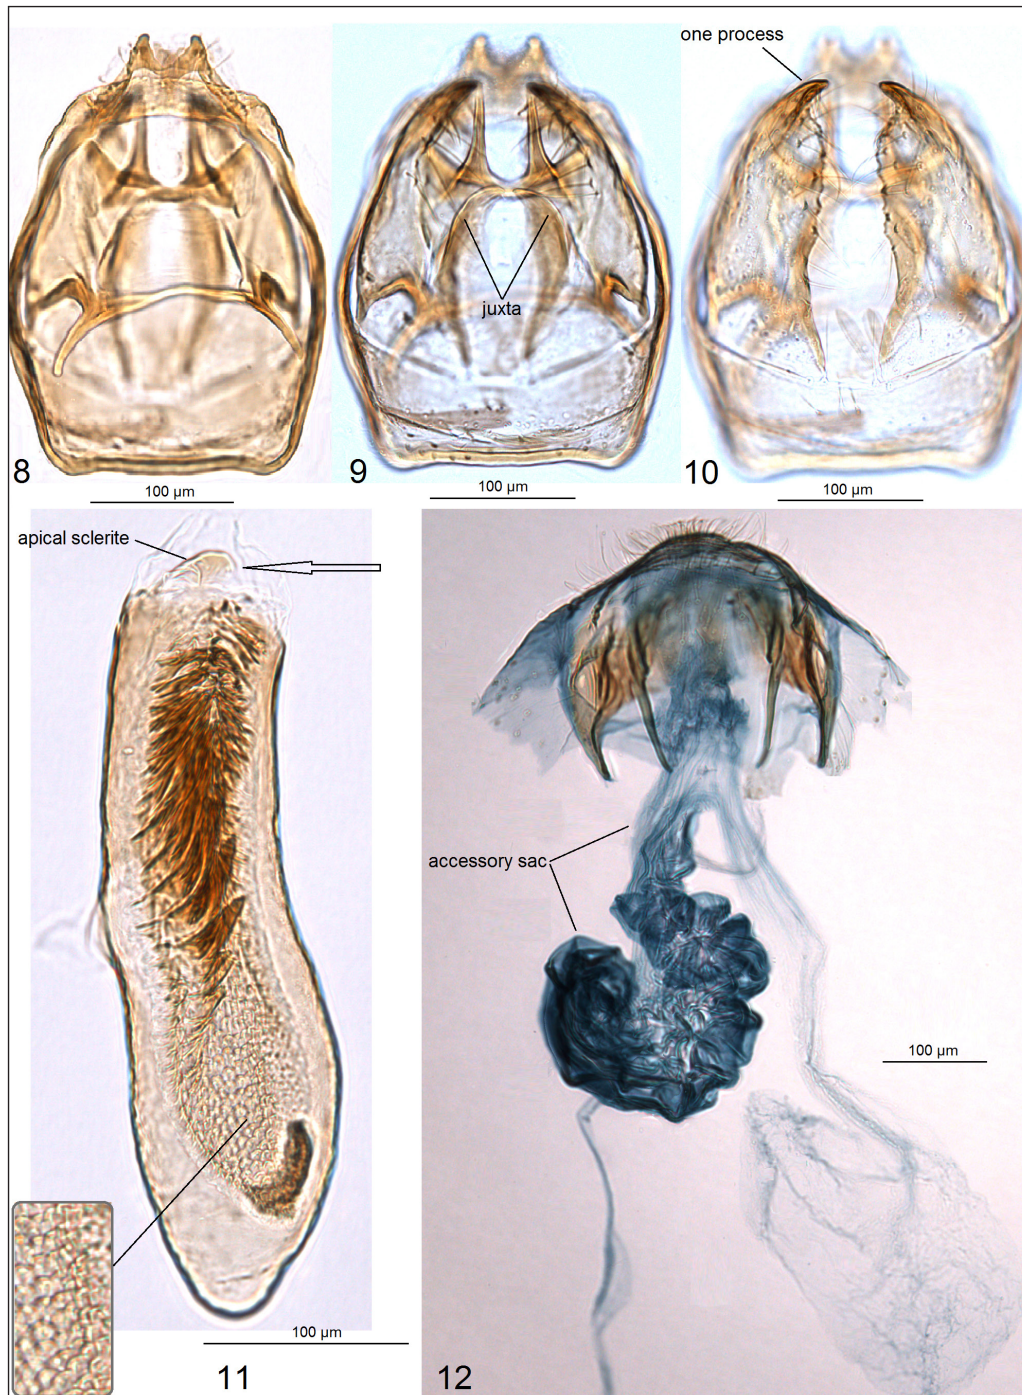 one process
juxta
8
9
10
100 µm
100 µm
100 µm
apical sclerite
accessory sac
100 µm
100 µm
11
12